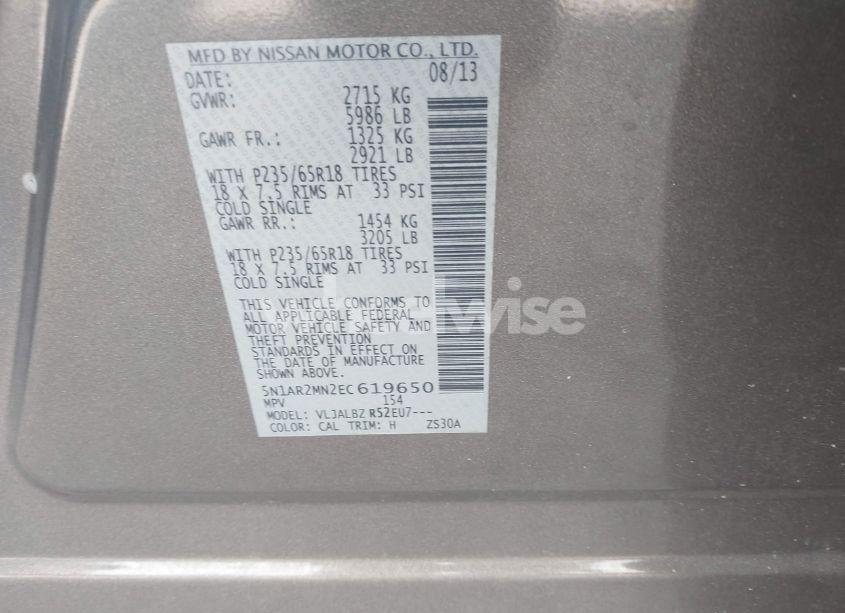 MFD BY NISSAN MOTOR CO., LTD.
DATE: 08/13
GVWR: 2715 KG
5986 LB
GAWR FR.: 1325 KG
2921 LB
WITH P235/65R18 TIRES
18 X 7.5 RIMS AT 33 PSI
COLD SINGLE
GAWR RR.: 1454 KG
3205 LB
WITH P235/65R18 TIRES
18 X 7.5 RIMS AT 33 PSI
COLD SINGLE
THIS VEHICLE CONFORMS TO
ALL APPLICABLE FEDERAL
MOTOR VEHICLE SAFETY AND
THEFT PREVENTION
STANDARDS IN EFFECT ON
THE DATE OF MANUFACTURE
SHOWN ABOVE.
5N1AR2MN2EC619650
MPV 154
MODEL: VLJALBZ R52EU7---
COLOR: CAL TRIM: H ZS30A